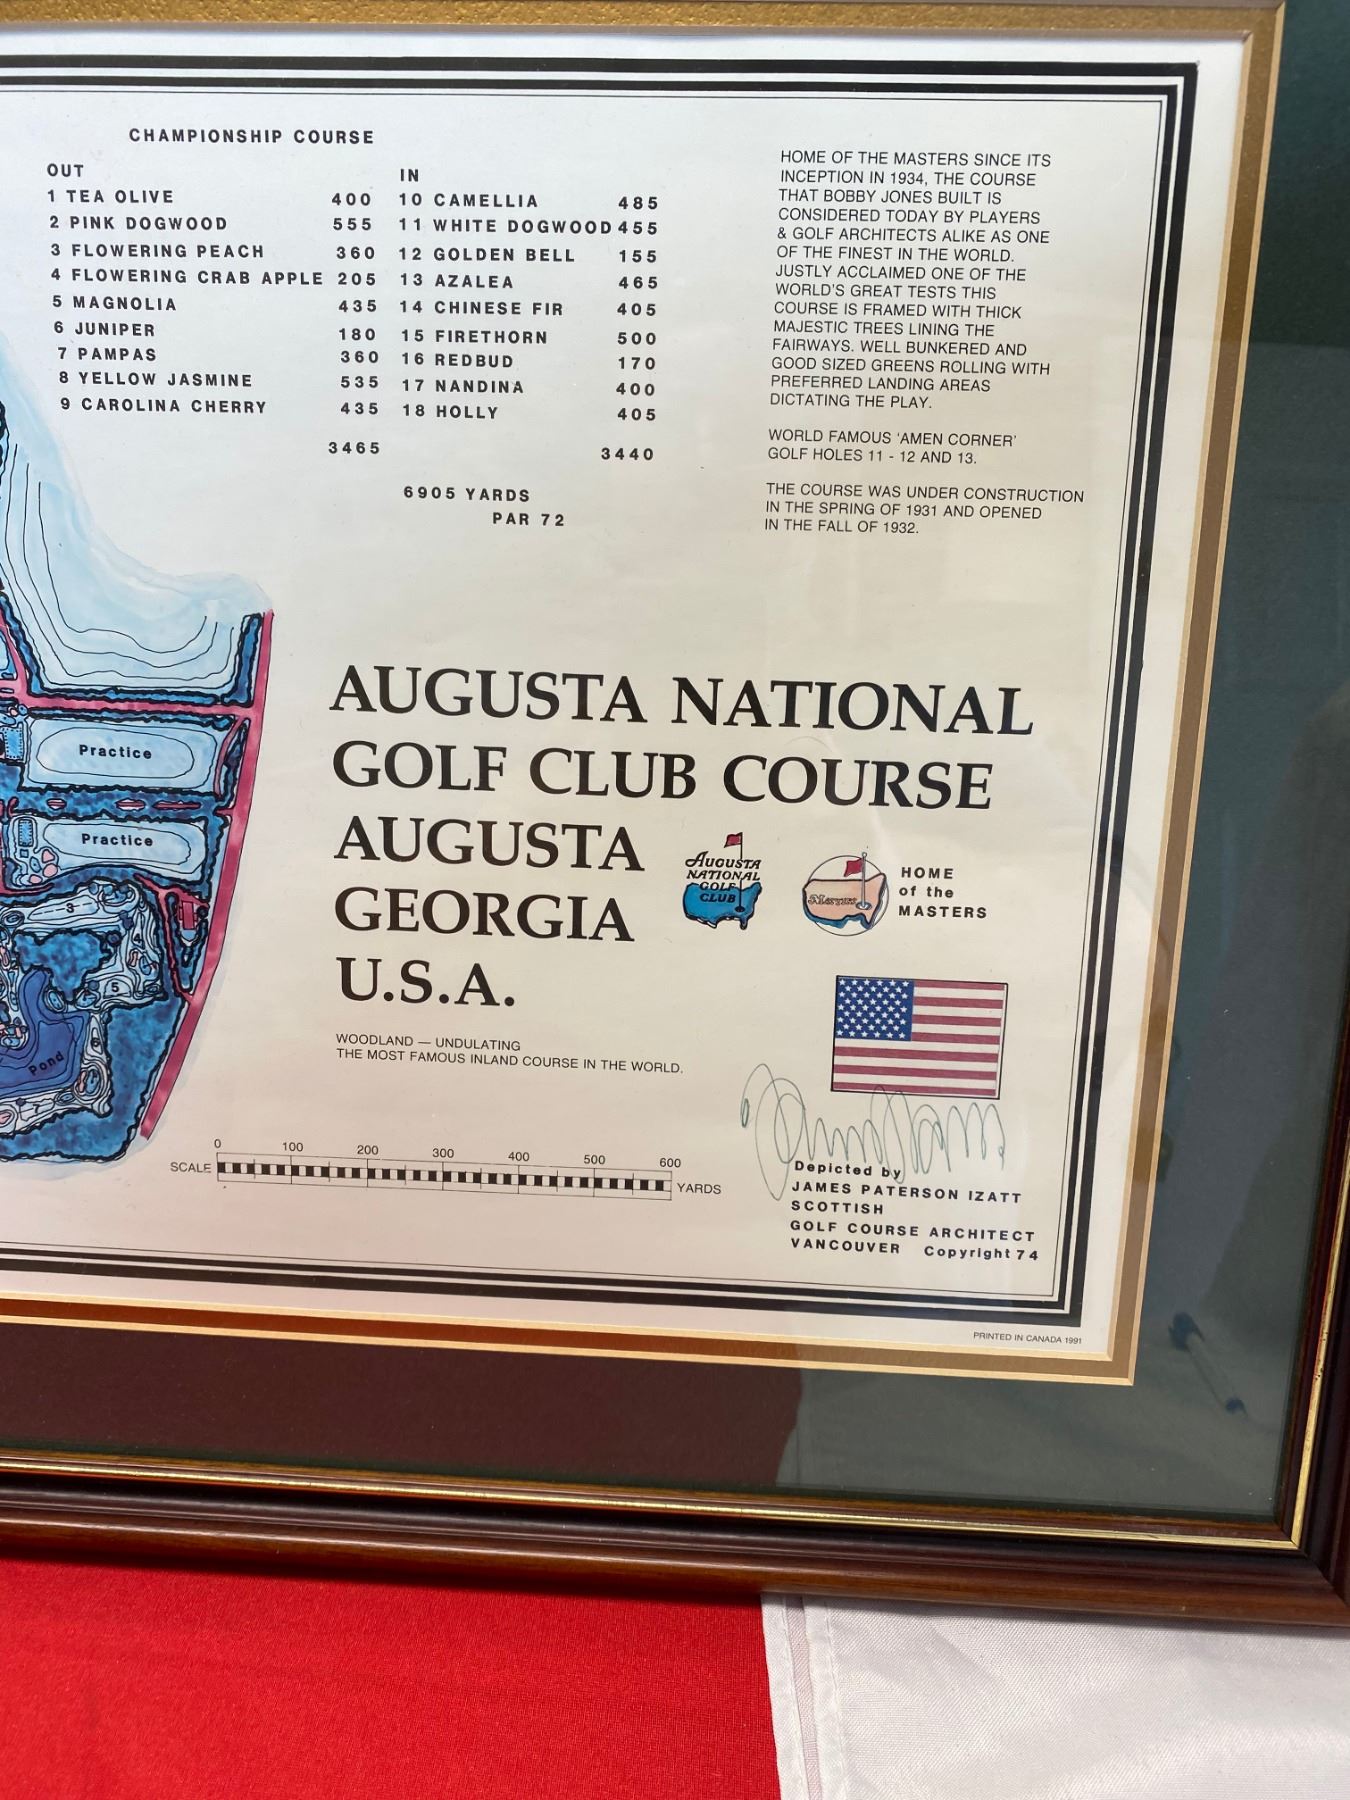 CHAMPIONSHIP COURSE
OUT
1 TEA OLIVE 400
2 PINK DOGWOOD 555
3 FLOWERING PEACH 360
4 FLOWERING CRAB APPLE 205
5 MAGNOLIA 435
6 JUNIPER 180
7 PAMPAS 360
8 YELLOW JASMINE 535
9 CAROLINA CHERRY 435
3465
IN
10 CAMELLIA 485
11 WHITE DOGWOOD 455
12 GOLDEN BELL 155
13 AZALEA 465
14 CHINESE FIR 405
15 FIRETHORN 500
16 REDBUD 170
17 NANDINA 400
18 HOLLY 405
3440
6905 YARDS
PAR 72
HOME OF THE MASTERS SINCE ITS
INCEPTION IN 1934, THE COURSE
THAT BOBBY JONES BUILT IS
CONSIDERED TODAY BY PLAYERS
& GOLF ARCHITECTS ALIKE AS ONE
OF THE FINEST IN THE WORLD.
JUSTLY ACCLAIMED ONE OF THE
WORLD'S GREAT TESTS THIS
COURSE IS FRAMED WITH THICK
MAJESTIC TREES LINING THE
FAIRWAYS. WELL BUNKERED AND
GOOD SIZED GREENS ROLLING WITH
PREFERRED LANDING AREAS
DICTATING THE PLAY.
WORLD FAMOUS 'AMEN CORNER'
GOLF HOLES 11 - 12 AND 13.
THE COURSE WAS UNDER CONSTRUCTION
IN THE SPRING OF 1931 AND OPENED
IN THE FALL OF 1932.
Practice
Practice
3
4
5
6
7
Pond
AUGUSTA NATIONAL
GOLF CLUB COURSE
AUGUSTA
GEORGIA
U.S.A.
AUGUSTA
NATIONAL
GOLF
CLUB
Masters
HOME
of the
MASTERS
WOODLAND — UNDULATING
THE MOST FAMOUS INLAND COURSE IN THE WORLD.
SCALE 0 100 200 300 400 500 600 YARDS
Depicted by
JAMES PATERSON IZATT
SCOTTISH
GOLF COURSE ARCHITECT
VANCOUVER Copyright 74
PRINTED IN CANADA 1991